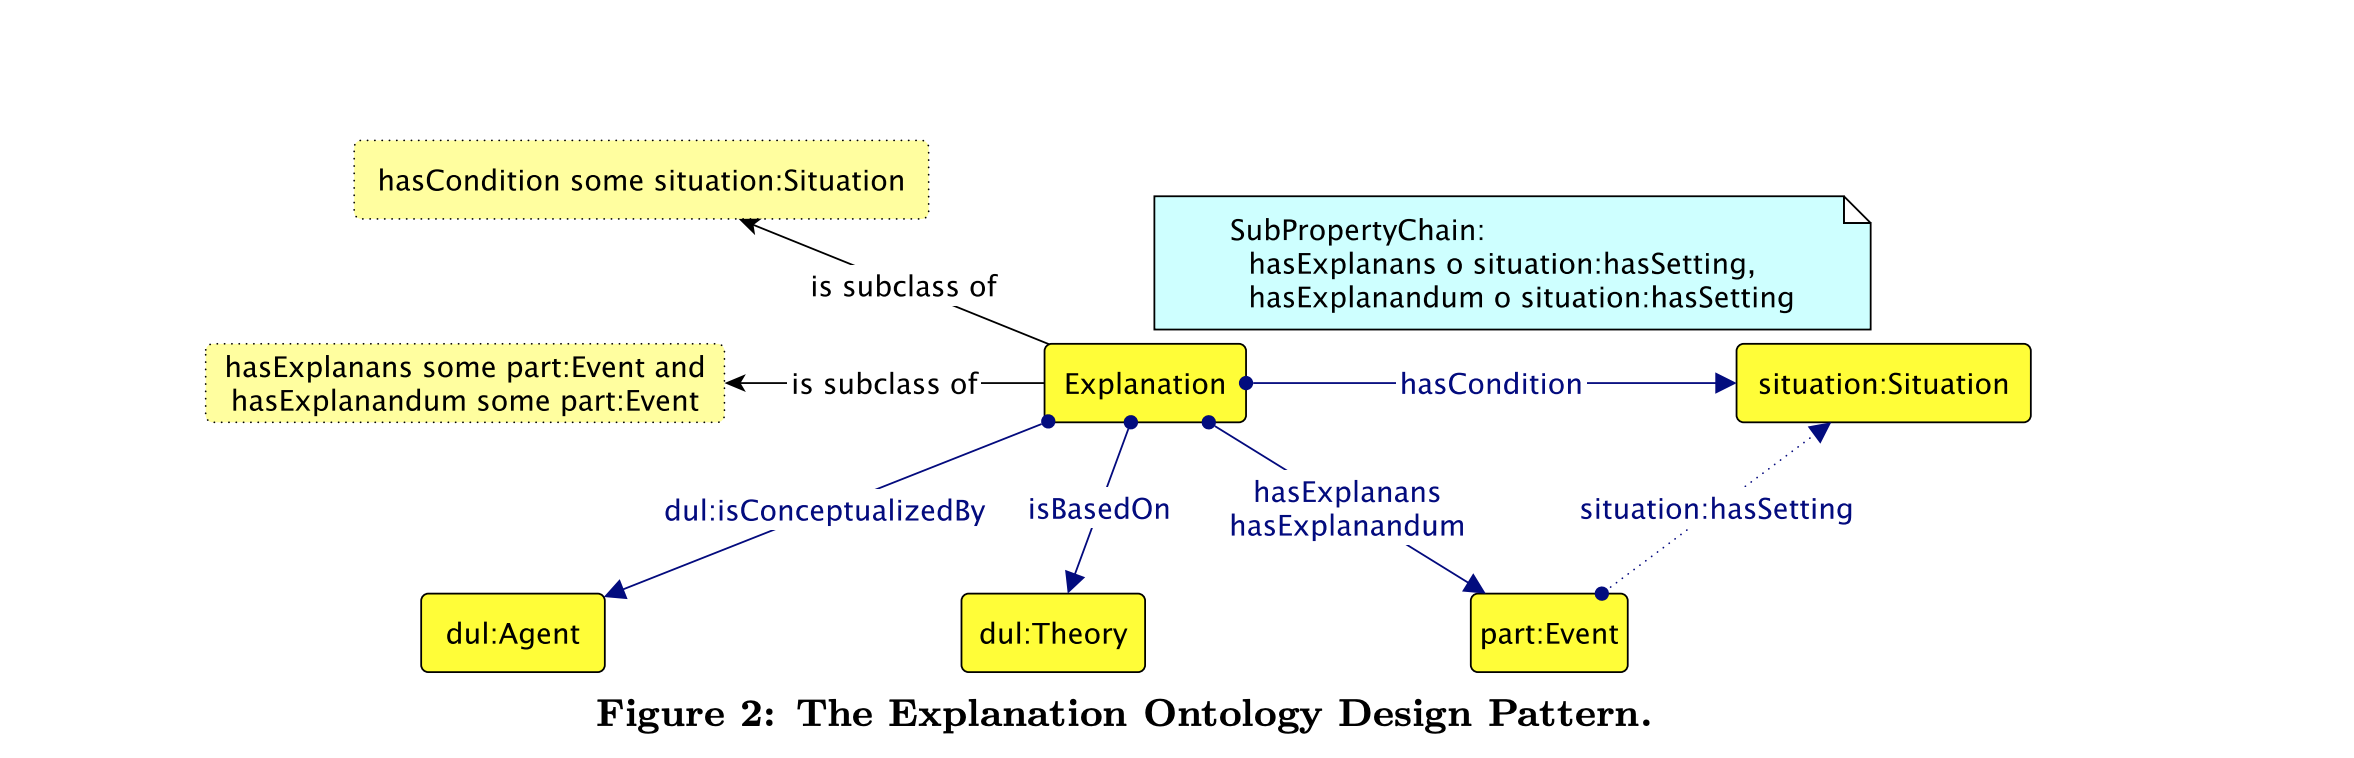 hasCondition some situation:Situation
SubPropertyChain:
hasExplanans o situation:hasSetting,
hasExplanandum o situation:hasSetting
is subclass of
hasExplanans some part:Event and
hasExplanandum some part:Event
is subclass of
Explanation
hasCondition
situation:Situation
dul:isConceptualizedBy
isBasedOn
hasExplanans
hasExplanandum
situation:hasSetting
dul:Agent
dul:Theory
part:Event
Figure 2: The Explanation Ontology Design Pattern.